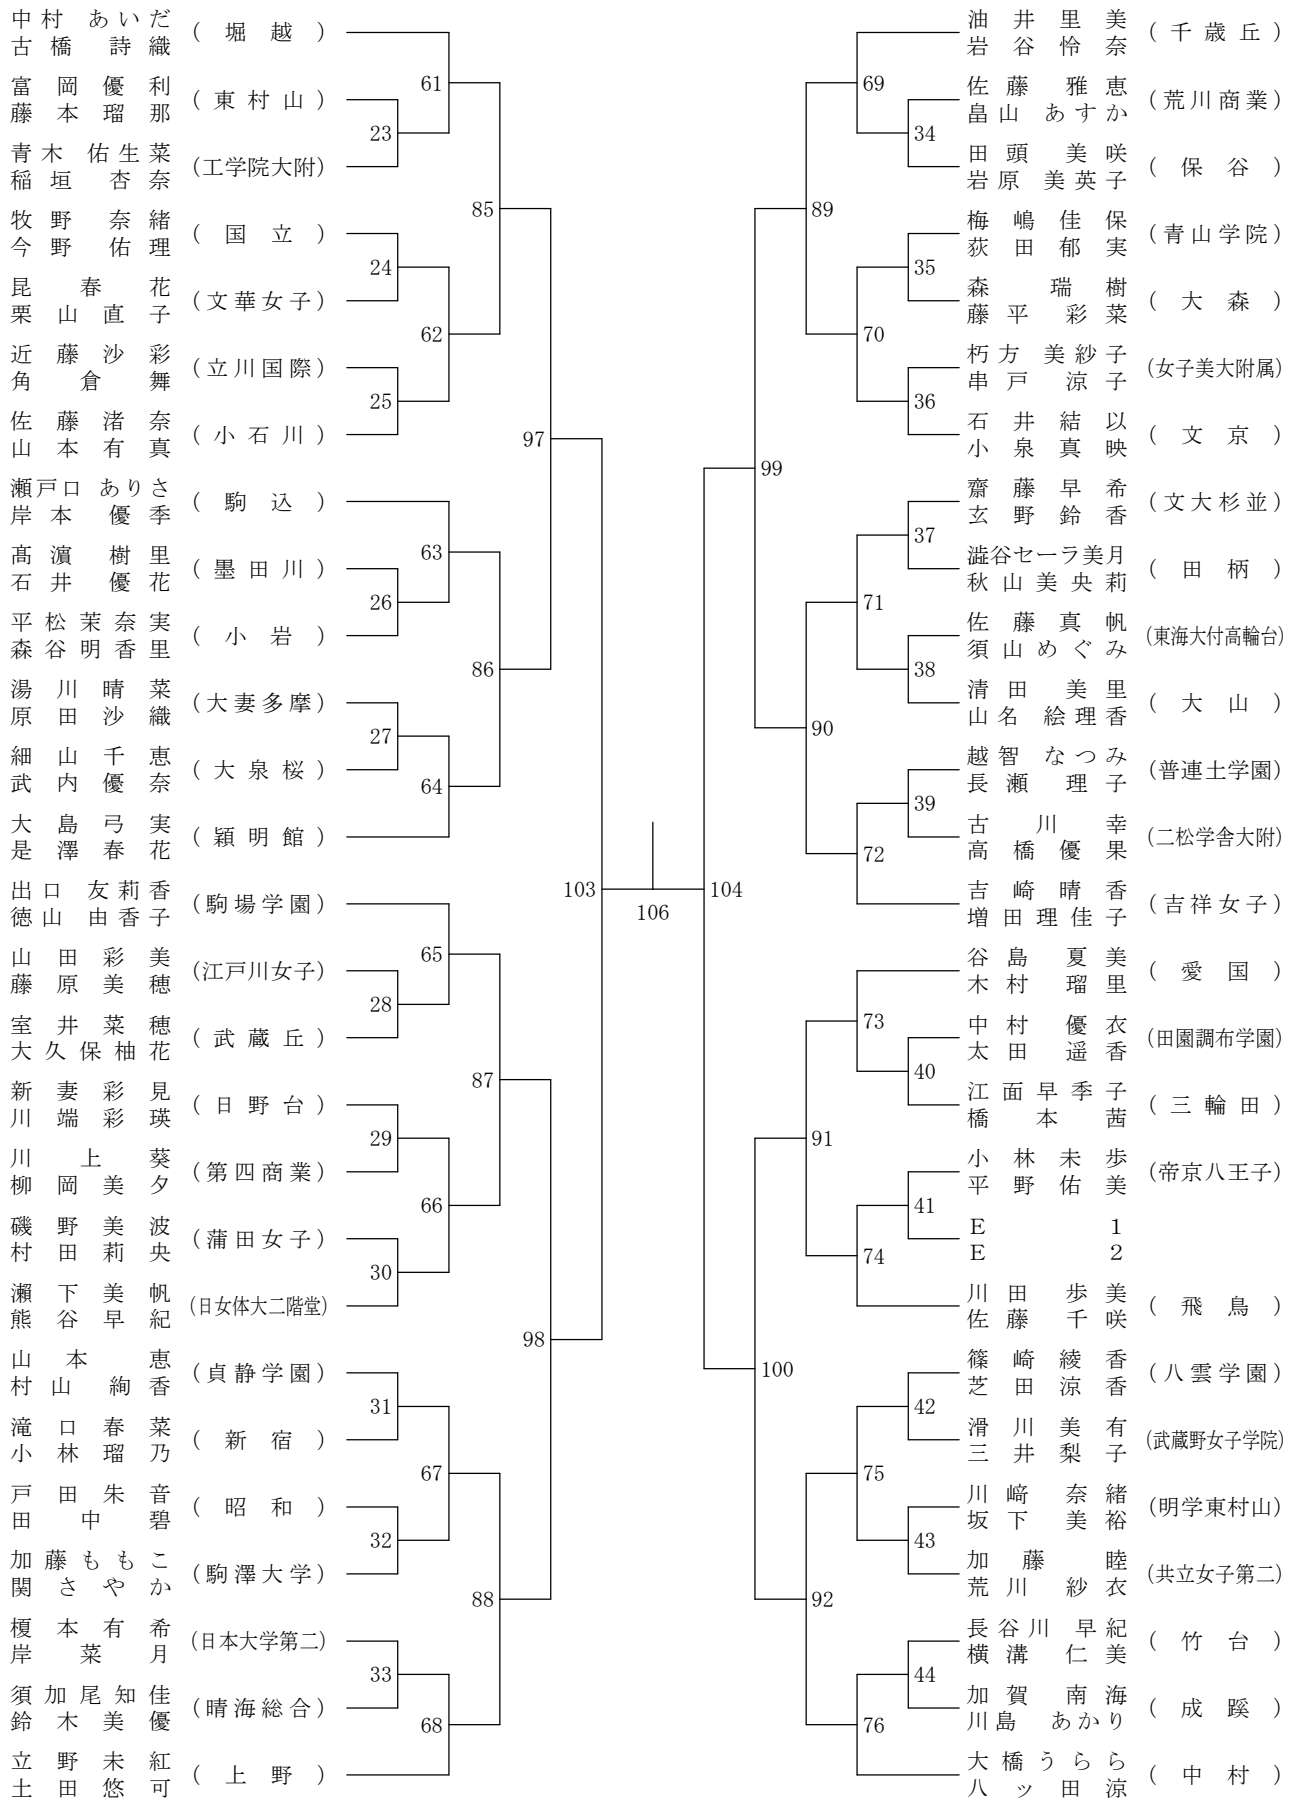 中村 あいだ
古橋 詩織
(堀越)
富岡優利
藤本瑠那
(東村山)
青木 佑生菜
稲垣 杏奈
(工学院大附)
牧野 奈緒
今野 佑理
(国立)
昆 春花
栗山直子
(文華女子)
近藤沙彩
角倉舞
(立川国際)
佐藤渚奈
山本有真
(小石川)
瀬戸口 ありさ
岸本 優季
(駒込)
髙濵 樹里
石井 優花
(墨田川)
平松茉奈実
森谷明香里
(小岩)
湯川晴菜
原田沙織
(大妻多摩)
細山千恵
武内優奈
(大泉桜)
大島弓実
是澤春花
(穎明館)
出口 友莉香
徳山 由香子
(駒場学園)
山田彩美
藤原美穂
(江戸川女子)
室井菜穂
大久保柚花
(武蔵丘)
新妻彩見
川端彩瑛
(日野台)
川上葵
柳岡美夕
(第四商業)
磯野美波
村田莉央
(蒲田女子)
瀬下美帆
熊谷早紀
(日女体大二階堂)
山本恵
村山 絢香
(貞静学園)
滝口春菜
小林瑠乃
(新宿)
戸田朱音
田中碧
(昭和)
加藤ももこ
関さやか
(駒澤大学)
榎本有希
岸菜月
(日本大学第二)
須加尾知佳
鈴木美優
(晴海総合)
立野未紅
土田悠可
(上野)
61
23
85
24
62
25
97
63
26
86
27
64
103
65
28
87
29
66
30
98
31
67
32
88
33
68
106
104
油井里美
岩谷怜奈
(千歳丘)
佐藤 雅恵
畠山 あすか
(荒川商業)
田頭 美咲
岩原 美英子
(保谷)
梅嶋佳保
荻田郁実
(青山学院)
森 瑞樹
藤平 彩菜
(大森)
朽方 美紗子
串戸 涼子
(女子美大附属)
石井結以
小泉真映
(文京)
齋藤早希
玄野鈴香
(文大杉並)
澁谷セーラ美月
秋山美央莉
(田柄)
佐藤真帆
須山めぐみ
(東海大付高輪台)
清田 美里
山名 絵理香
(大山)
越智 なつみ
長瀬 理子
(普連土学園)
古川幸
高橋優果
(二松学舎大附)
吉崎晴香
増田理佳子
(吉祥女子)
谷島 夏美
木村 瑠里
(愛国)
中村 優衣
太田 遥香
(田園調布学園)
江面早季子
橋本茜
(三輪田)
小林未歩
平野佑美
(帝京八王子)
E 1
E 2
川田歩美
佐藤千咲
(飛鳥)
篠崎綾香
芝田涼香
(八雲学園)
滑川美有
三井梨子
(武蔵野女子学院)
川﨑 奈緒
坂下 美裕
(明学東村山)
加藤睦
荒川 紗衣
(共立女子第二)
長谷川 早紀
横溝 仁美
(竹台)
加賀 南海
川島 あかり
(成蹊)
大橋うらら
八ッ田涼
(中村)
69
34
89
35
70
36
99
37
71
38
90
39
72
73
40
91
41
74
100
42
75
43
92
44
76